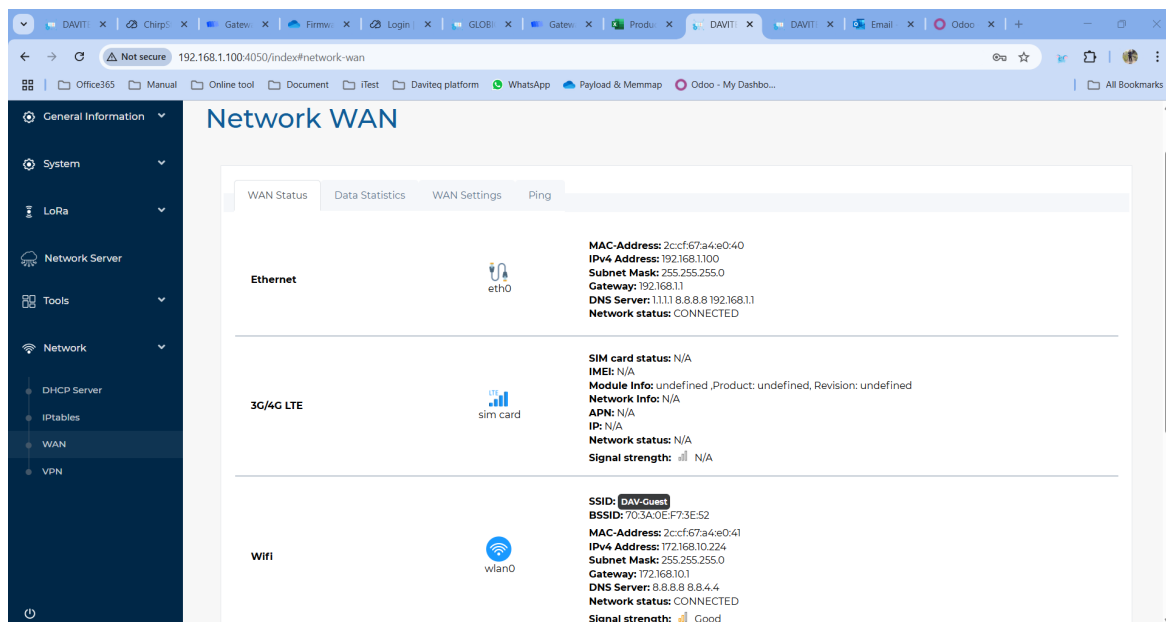 DAVITE
ChirpS
Gatew
Firmw
Login
GLOBI
Gatew
Produ
DAVITE
DAVITE
Email
Odoo
Not secure 192.168.1.100:4050/index#network-wan
Office365 Manual Online tool Document iTest Daviteq platform WhatsApp Payload & Memmap Odoo - My Dashbo... All Bookmarks
General Information
System
LoRa
Network Server
Tools
Network
DHCP Server
IPtables
WAN
VPN
Network WAN
WAN Status Data Statistics WAN Settings Ping
Ethernet
eth0
MAC-Address: 2c:cf:67:a4:e0:40
IPv4 Address: 192.168.1.100
Subnet Mask: 255.255.255.0
Gateway: 192.168.1.1
DNS Server: 1.1.1.1 8.8.8.8 192.168.1.1
Network status: CONNECTED
3G/4G LTE
LTE
sim card
SIM card status: N/A
IMEI: N/A
Module Info: undefined ,Product: undefined, Revision: undefined
Network Info: N/A
APN: N/A
IP: N/A
Network status: N/A
Signal strength: N/A
Wifi
wlan0
SSID: DAV-Guest
BSSID: 70:3A:0E:F7:3E:52
MAC-Address: 2c:cf:67:a4:e0:41
IPv4 Address: 172.168.10.224
Subnet Mask: 255.255.255.0
Gateway: 172.168.10.1
DNS Server: 8.8.8.8 8.8.4.4
Network status: CONNECTED
Signal strength: Good